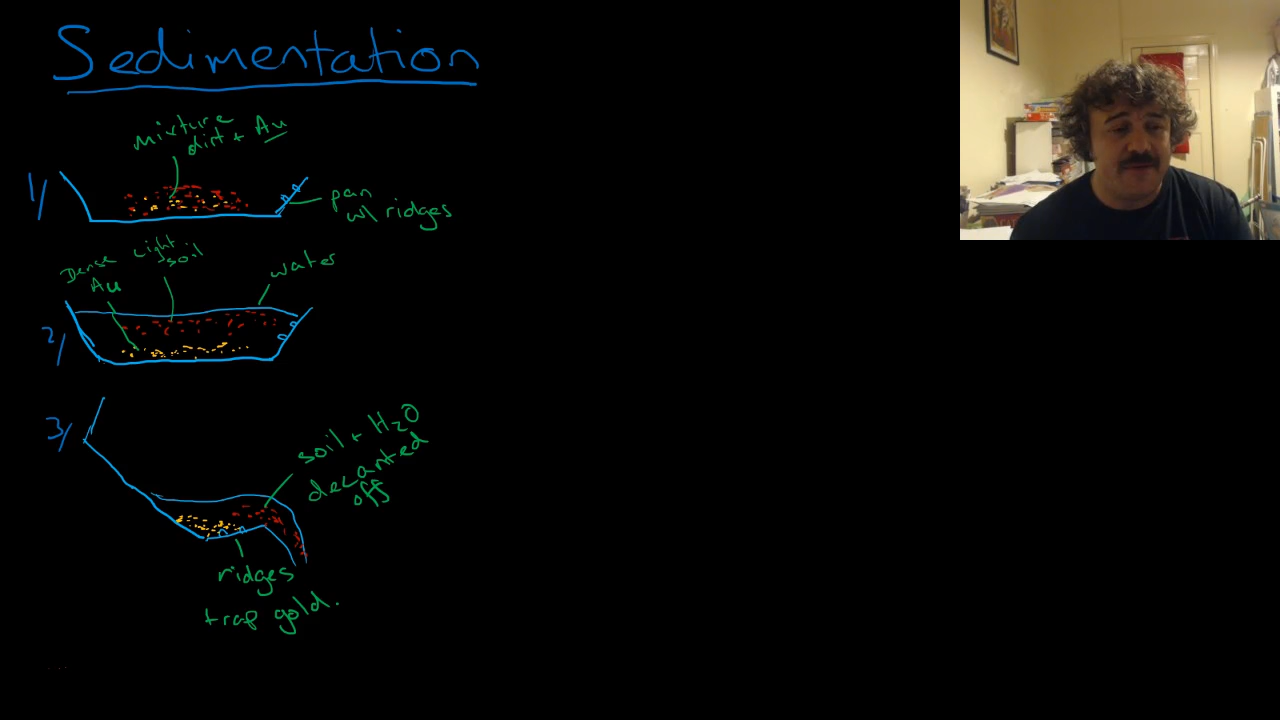 Sedimentation
mixture
dirt + Au
1/
pan
w/ ridges
Dense
Au
Light
soil
water
2/
3/
soil + H2O
decanted
off
ridges
trap gold.